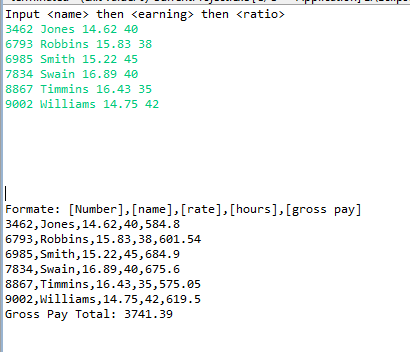 Input <name> then <earning> then <ratio>
3462 Jones 14.62 40
6793 Robbins 15.83 38
6985 Smith 15.22 45
7834 Swain 16.89 40
8867 Timmins 16.43 35
9002 Williams 14.75 42
Formate: [Number],[name],[rate],[hours],[gross pay]
3462,Jones,14.62,40,584.8
6793,Robbins,15.83,38,601.54
6985,Smith,15.22,45,684.9
7834,Swain,16.89,40,675.6
8867,Timmins,16.43,35,575.05
9002,Williams,14.75,42,619.5
Gross Pay Total: 3741.39